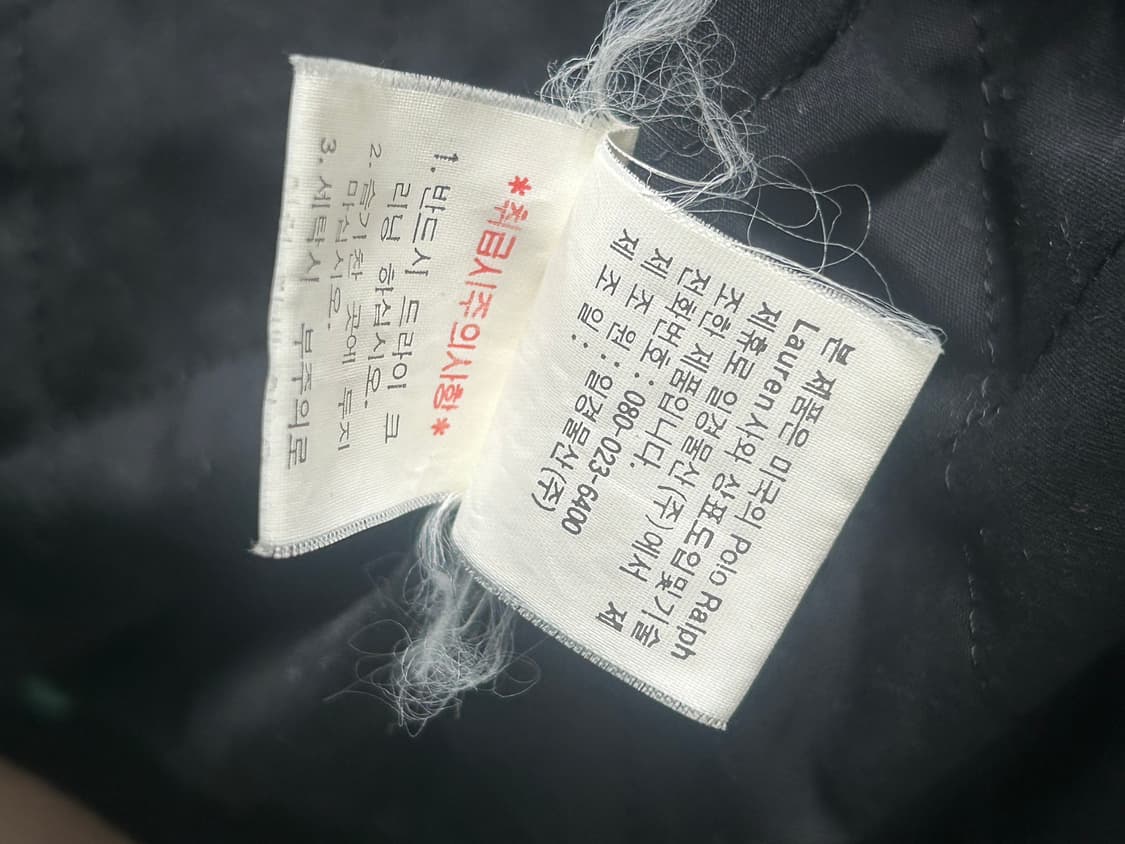 본 제품은 미국의 Polo Ralph
Lauren사와 상표도입및기술
제휴로 일경물산(주)에서 제
조한 제품입니다.
전화번호 : 080-023-6400
제 조 원 : 일경물산(주)
제 조 일 :
*취급시주의사항*
1. 반드시 드라이 크
리닝 하십시오.
2. 습기찬 곳에 두지
마십시오.
3. 세탁시 부주의로